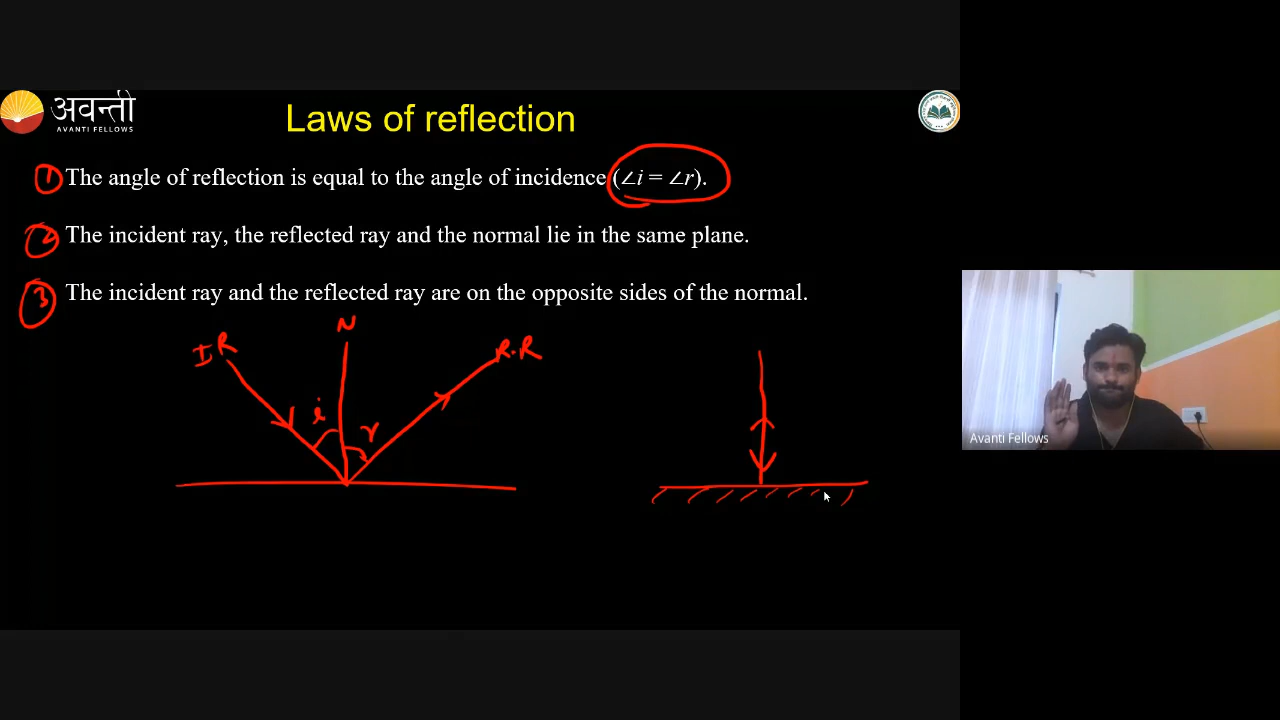 अवन्ती
AVANTI FELLOWS
Laws of reflection
① The angle of reflection is equal to the angle of incidence (∠i = ∠r).
② The incident ray, the reflected ray and the normal lie in the same plane.
③ The incident ray and the reflected ray are on the opposite sides of the normal.
I R
N
R.R
i
r
Avanti Fellows